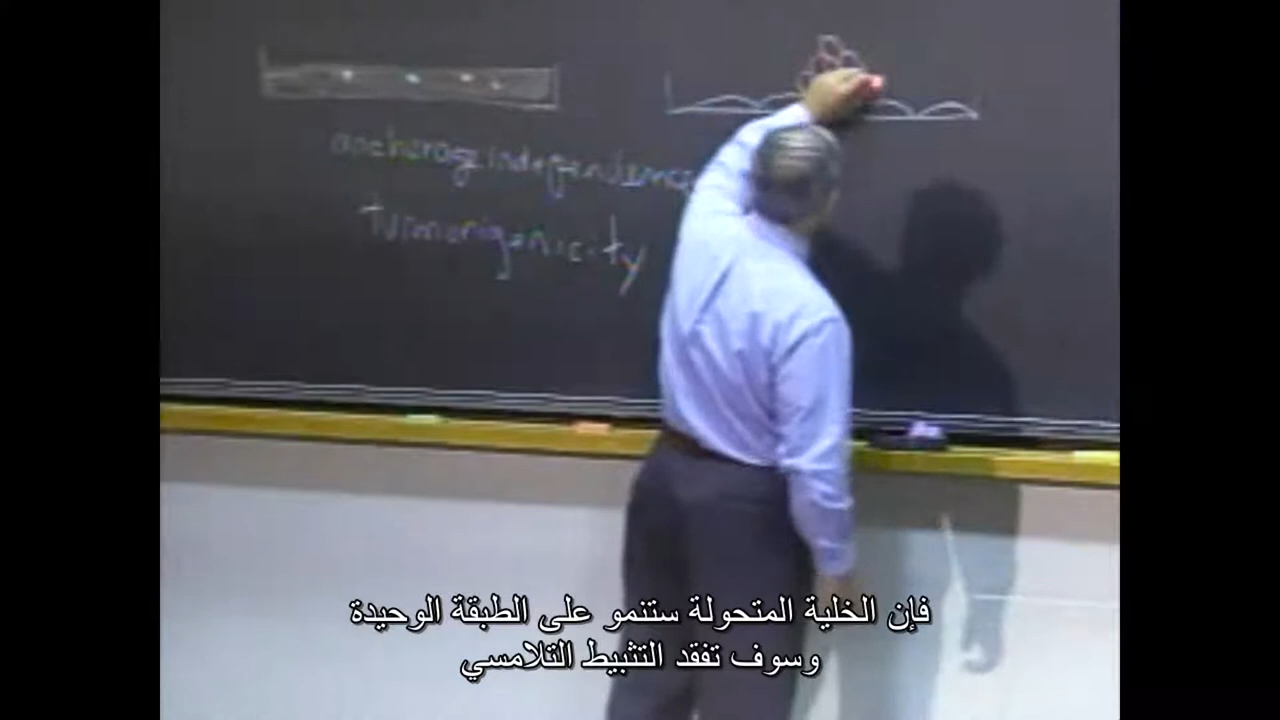 anchorage independence
tumorigenicity
فإن الخلية المتحولة ستنمو على الطبقة الوحيدة
وسوف تفقد التثبيط التلامسي